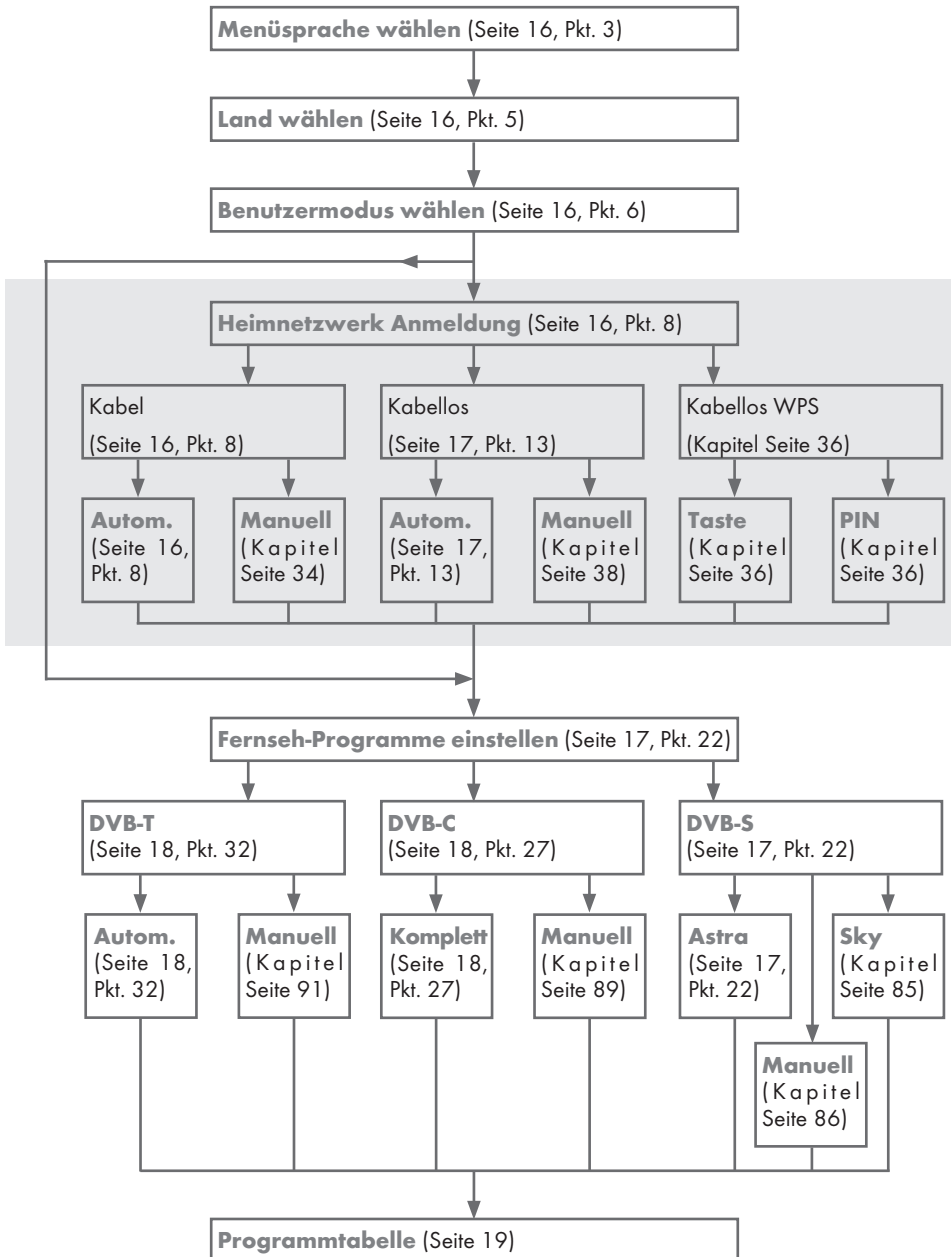 Menüsprache wählen (Seite 16, Pkt. 3)
Land wählen (Seite 16, Pkt. 5)
Benutzermodus wählen (Seite 16, Pkt. 6)
Heimnetzwerk Anmeldung (Seite 16, Pkt. 8)
Kabel
(Seite 16, Pkt. 8)
Kabellos
(Seite 17, Pkt. 13)
Kabellos WPS
(Kapitel Seite 36)
Autom.
(Seite 16,
Pkt. 8)
Manuell
(Kapitel
Seite 34)
Autom.
(Seite 17,
Pkt. 13)
Manuell
(Kapitel
Seite 38)
Taste
(Kapitel
Seite 36)
PIN
(Kapitel
Seite 36)
Fernseh-Programme einstellen (Seite 17, Pkt. 22)
DVB-T
(Seite 18, Pkt. 32)
DVB-C
(Seite 18, Pkt. 27)
DVB-S
(Seite 17, Pkt. 22)
Autom.
(Seite 18,
Pkt. 32)
Manuell
(Kapitel
Seite 91)
Komplett
(Seite 18,
Pkt. 27)
Manuell
(Kapitel
Seite 89)
Astra
(Seite 17,
Pkt. 22)
Sky
(Kapitel
Seite 85)
Manuell
(Kapitel
Seite 86)
Programmtabelle (Seite 19)